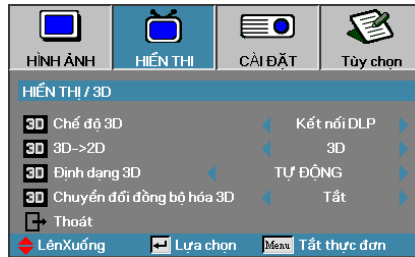 HÌNH ẢNH HIỂN THI CÀI ĐẶT Tùy chọn
HIỂN THI / 3D
3D Chế độ 3D Kết nối DLP
3D 3D->2D 3D
3D Định dạng 3D TỰ ĐỘNG
3D Chuyển đổi đồng bộ hóa 3D Tắt
Thoát
LênXuống Lựa chọn Menu Tắt thực đơn